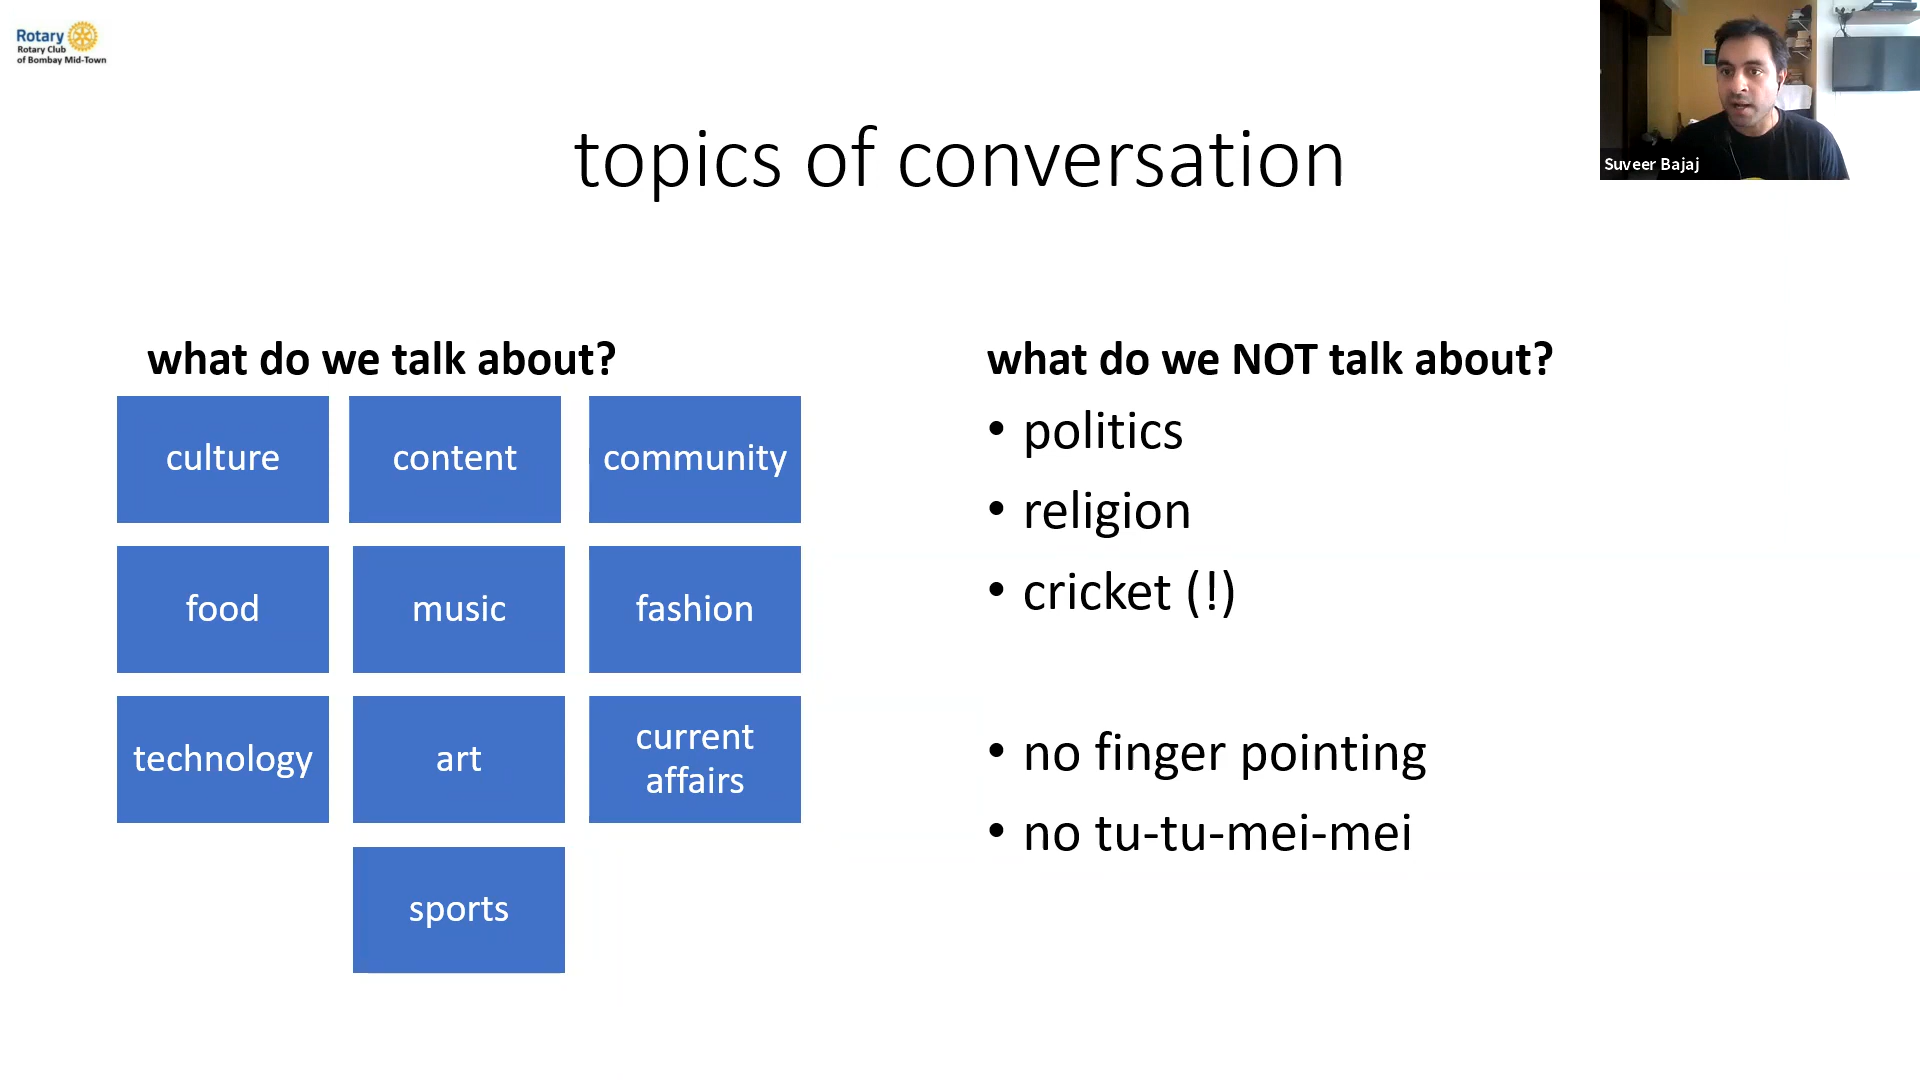 Rotary
Rotary Club
of Bombay Mid-Town
Suveer Bajaj
topics of conversation
what do we talk about?
culture
content
community
food
music
fashion
technology
art
current
affairs
sports
what do we NOT talk about?
• politics
• religion
• cricket (!)
• no finger pointing
• no tu-tu-mei-mei